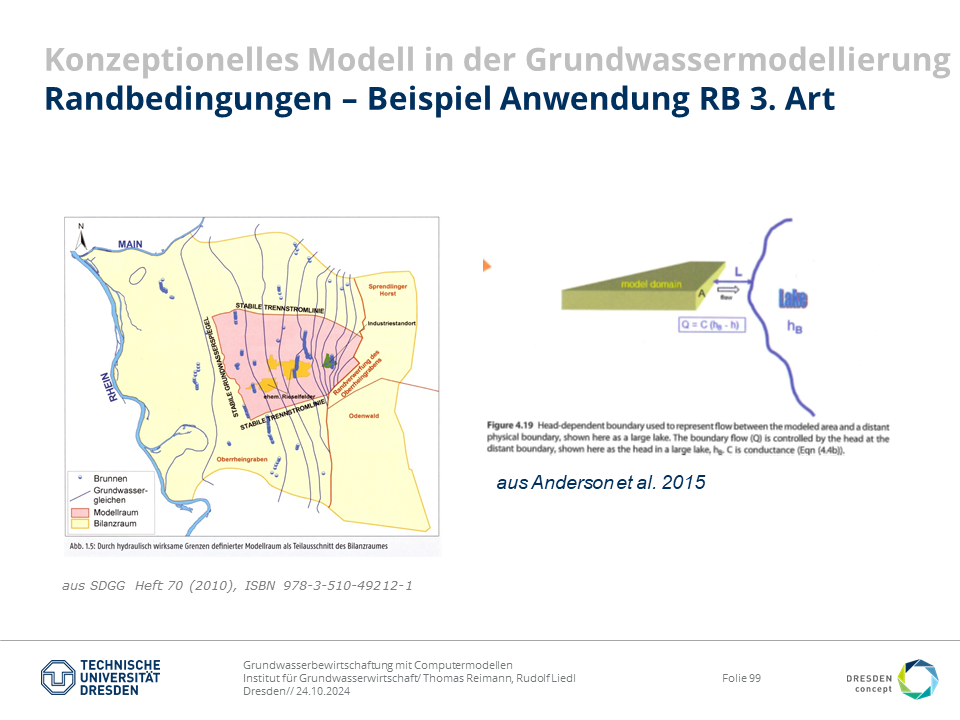 Konzeptionelles Modell in der Grundwassermodellierung
Randbedingungen – Beispiel Anwendung RB 3. Art
N
MAIN
RHEIN
Sprendlinger
Horst
STABILE TRENNSTROMLINIE
Industriestandort
STABILE GRUNDWASSERSPIEGEL
Randverwerfung des
Oberrheingrabens
ehem. Rieselfelder
STABILE TRENNSTROMLINIE
Odenwald
Oberrheingraben
Brunnen
Grundwasser-
gleichen
Modellraum
Bilanzraum
Abb. 1.5: Durch hydraulisch wirksame Grenzen definierter Modellraum als Teilausschnitt des Bilanzraumes
aus SDGG Heft 70 (2010), ISBN 978-3-510-49212-1
model domain
A
L
flow
Lake
hB
Q = C (hB - h)
Figure 4.19 Head-dependent boundary used to represent flow between the modeled area and a distant
physical boundary, shown here as a large lake. The boundary flow (Q) is controlled by the head at the
distant boundary, shown here as the head in a large lake, hB. C is conductance (Eqn (4.4b)).
aus Anderson et al. 2015
TECHNISCHE
UNIVERSITÄT
DRESDEN
Grundwasserbewirtschaftung mit Computermodellen
Institut für Grundwasserwirtschaft/ Thomas Reimann, Rudolf Liedl
Dresden// 24.10.2024
Folie 99
DRESDEN
concept